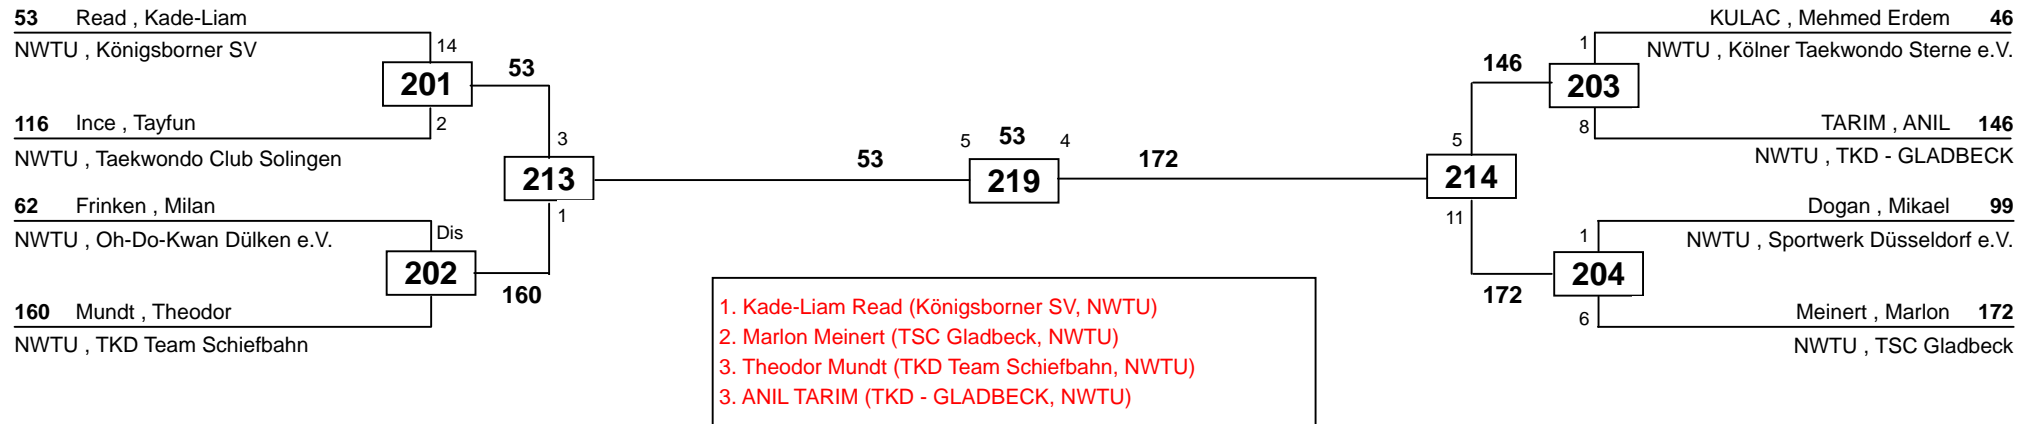 53 Read , Kade-Liam
NWTU , Königsborner SV
14
201
53
2
116 Ince , Tayfun
NWTU , Taekwondo Club Solingen
3
213
53
1
62 Frinken , Milan
NWTU , Oh-Do-Kwan Dülken e.V.
Dis
202
160
160 Mundt , Theodor
NWTU , TKD Team Schiefbahn
5 53 4
219
172
KULAC , Mehmed Erdem 46
NWTU , Kölner Taekwondo Sterne e.V.
1
146
203
8
TARIM , ANIL 146
NWTU , TKD - GLADBECK
5
214
11
Dogan , Mikael 99
NWTU , Sportwerk Düsseldorf e.V.
1
204
172
6
Meinert , Marlon 172
NWTU , TSC Gladbeck
1. Kade-Liam Read (Königsborner SV, NWTU)
2. Marlon Meinert (TSC Gladbeck, NWTU)
3. Theodor Mundt (TKD Team Schiefbahn, NWTU)
3. ANIL TARIM (TKD - GLADBECK, NWTU)